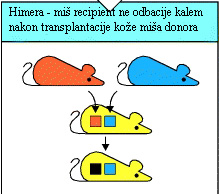 Himera - miš recipient ne odbacije kalem
nakon transplantacije kože miša donora